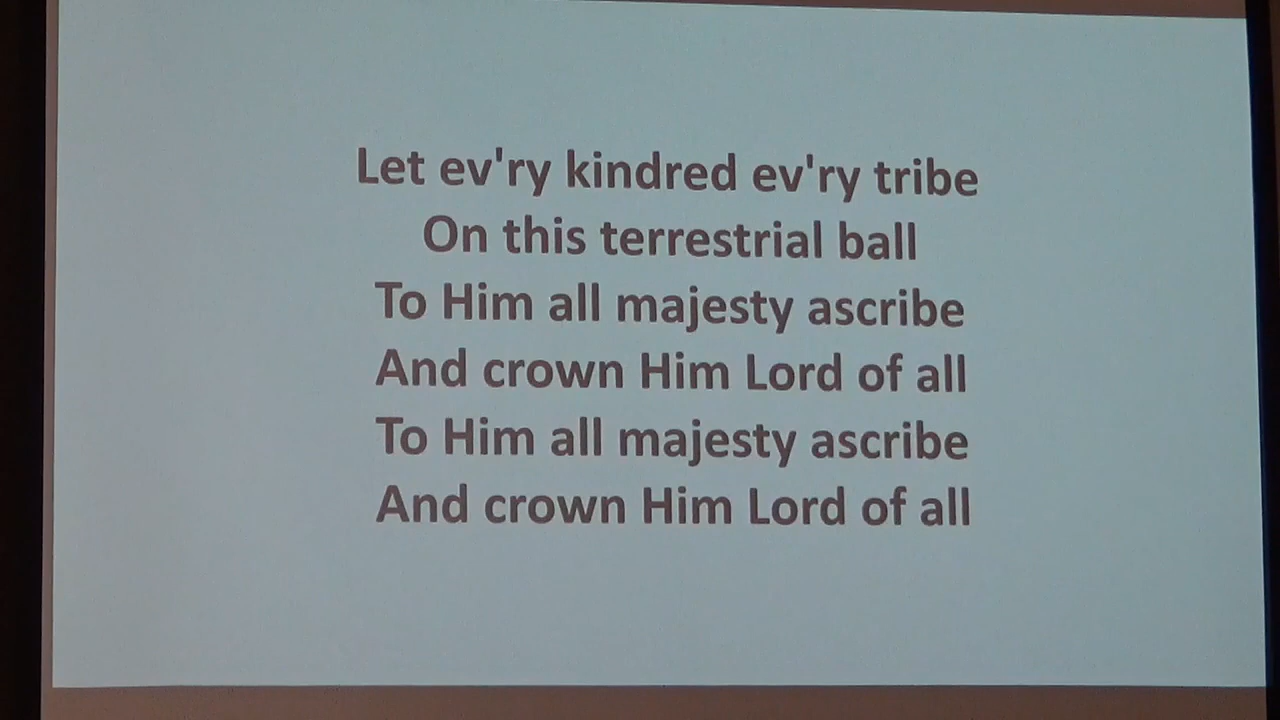 Let ev'ry kindred ev'ry tribe
On this terrestrial ball
To Him all majesty ascribe
And crown Him Lord of all
To Him all majesty ascribe
And crown Him Lord of all